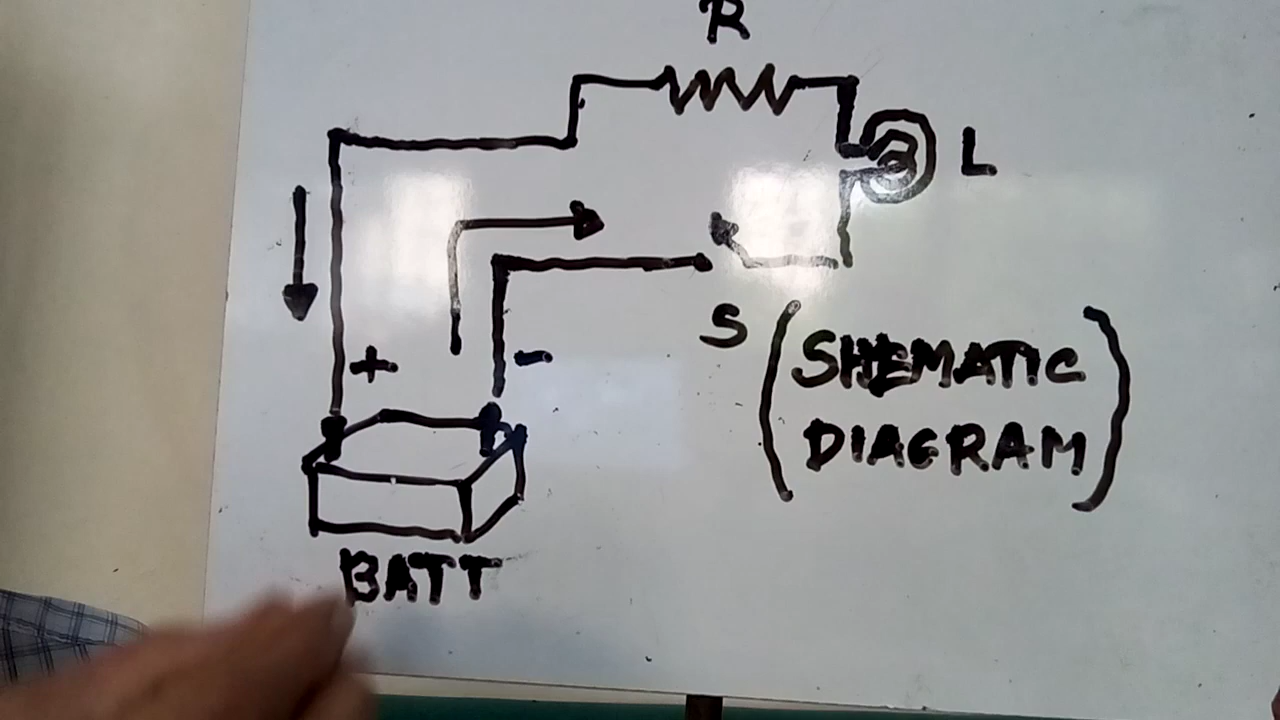 R
L
+
-
S
(SHEMATIC
DIAGRAM)
BATT